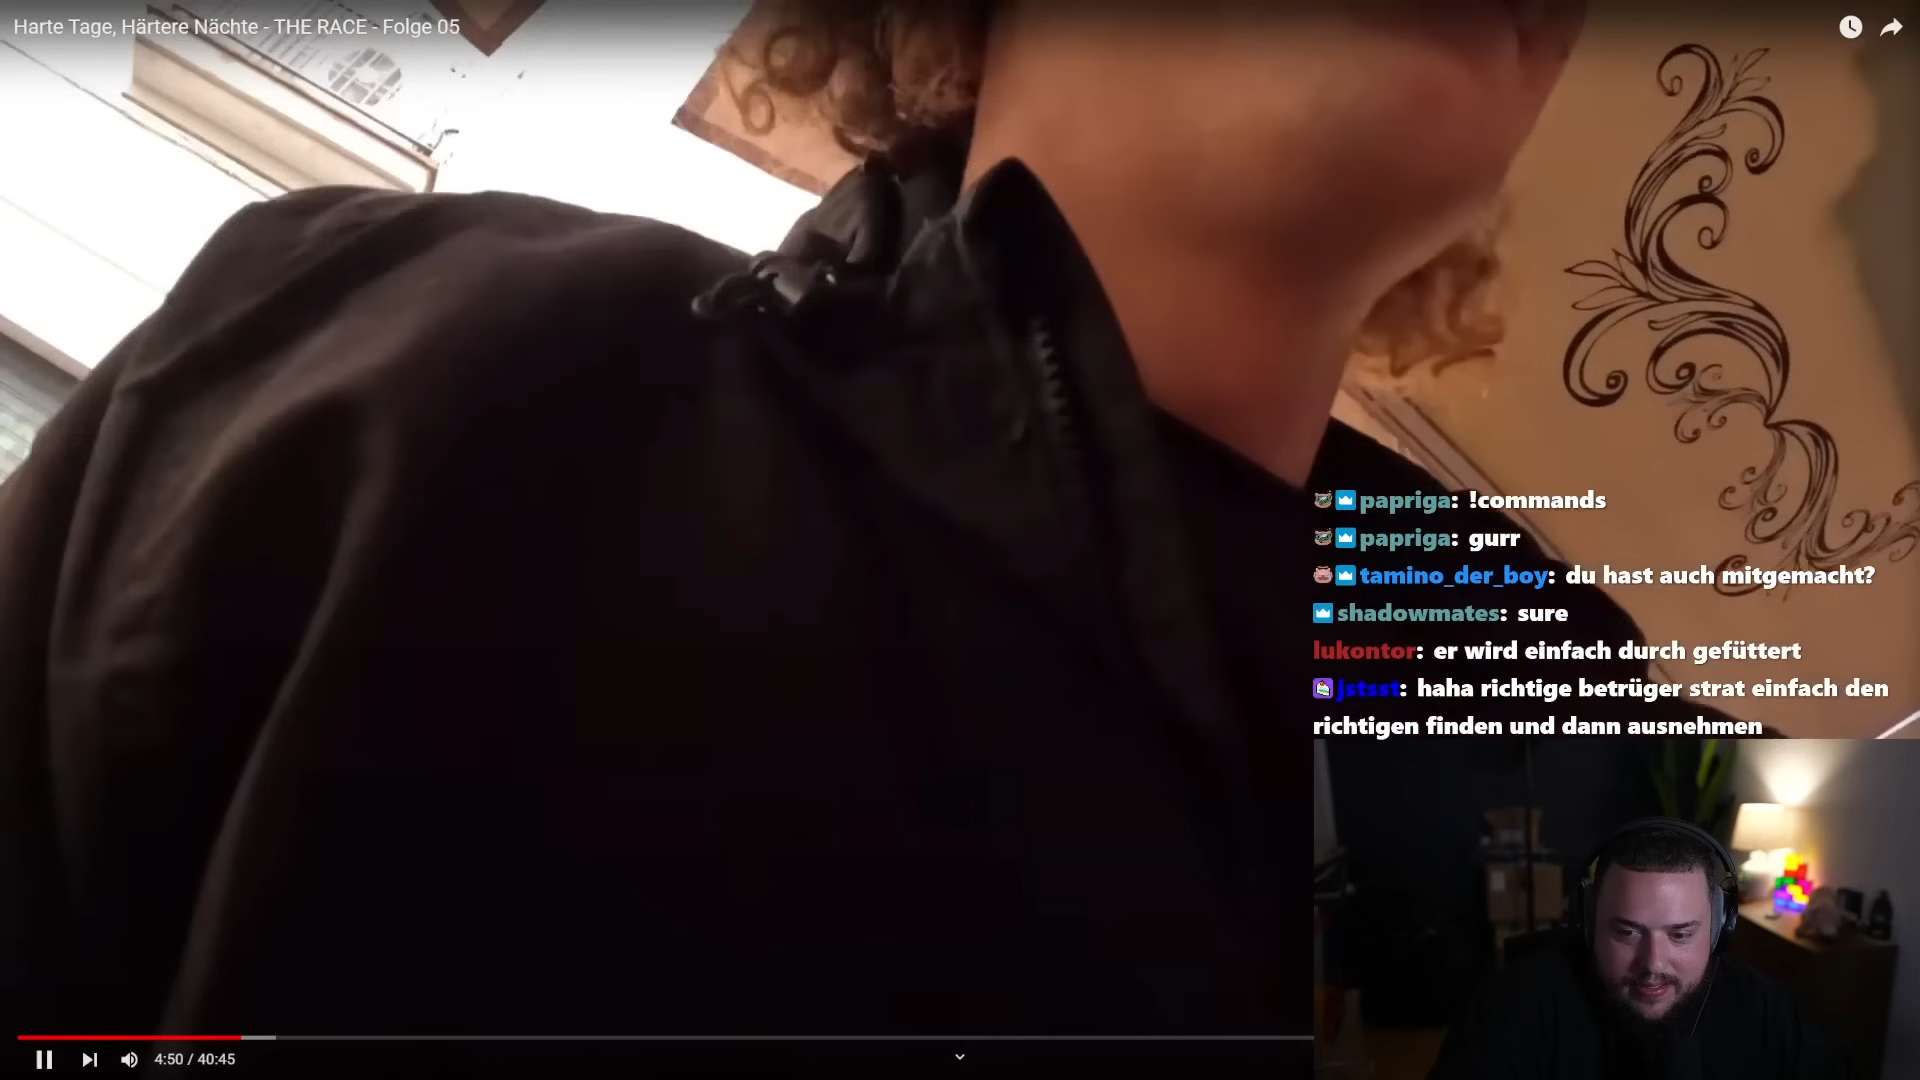 Harte Tage, Härtere Nächte - THE RACE - Folge 05
papriga: !commands
papriga: gurr
tamino_der_boy: du hast auch mitgemacht?
shadowmates: sure
lukontor: er wird einfach durch gefüttert
jstsst: haha richtige betrüger strat einfach den
richtigen finden und dann ausnehmen
4:50 / 40:45